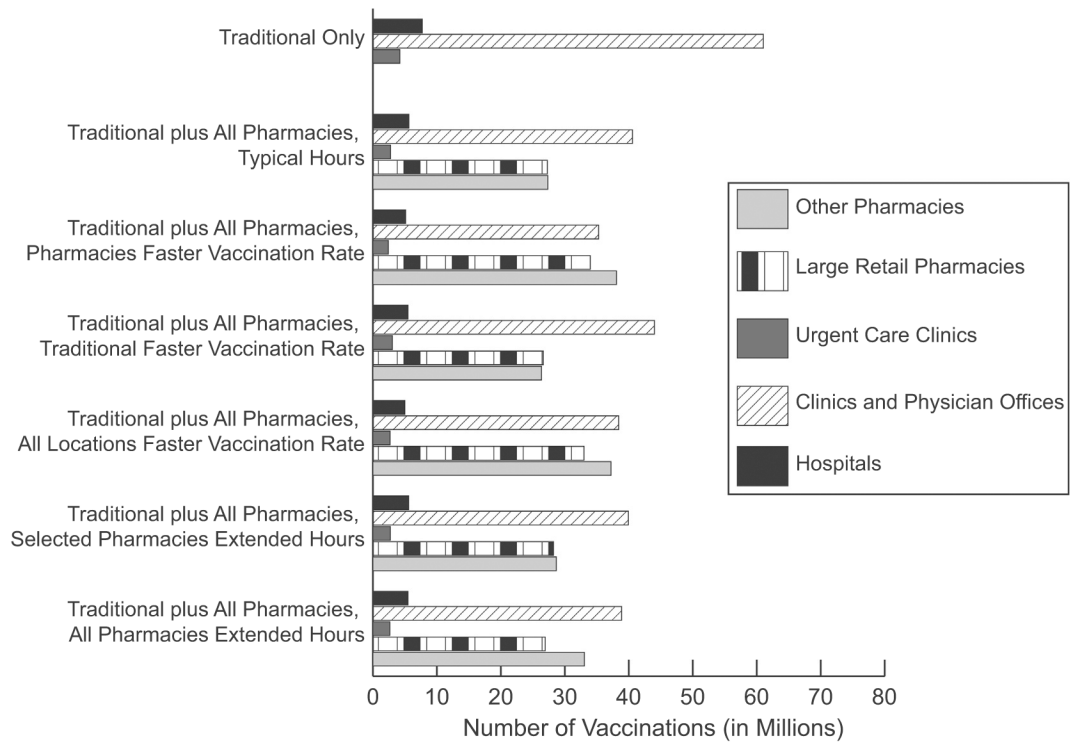 Traditional Only
Traditional plus All Pharmacies,
Typical Hours
Traditional plus All Pharmacies,
Pharmacies Faster Vaccination Rate
Traditional plus All Pharmacies,
Traditional Faster Vaccination Rate
Traditional plus All Pharmacies,
All Locations Faster Vaccination Rate
Traditional plus All Pharmacies,
Selected Pharmacies Extended Hours
Traditional plus All Pharmacies,
All Pharmacies Extended Hours
Other Pharmacies
Large Retail Pharmacies
Urgent Care Clinics
Clinics and Physician Offices
Hospitals
0 10 20 30 40 50 60 70 80
Number of Vaccinations (in Millions)